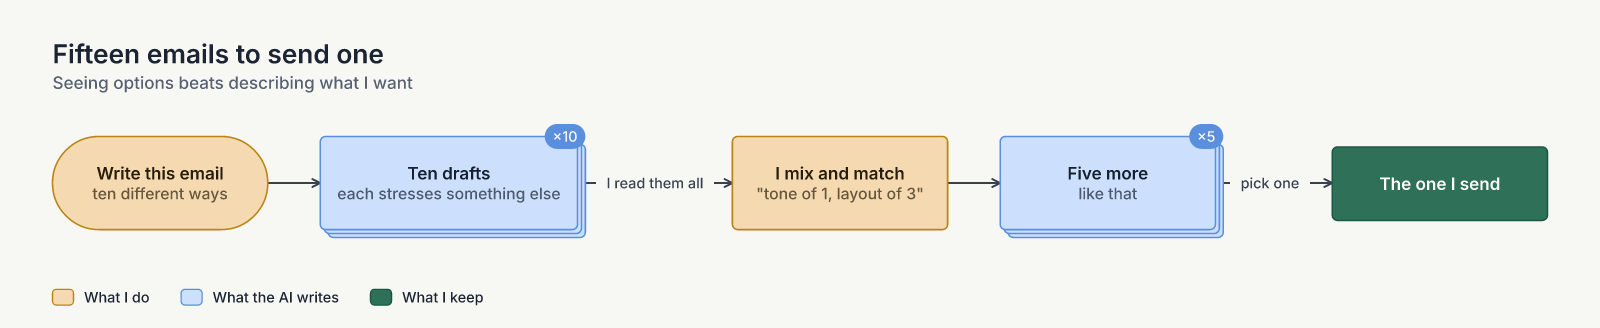 Fifteen emails to send one
Seeing options beats describing what I want
Write this email
ten different ways
×10
Ten drafts
each stresses something else
I read them all
I mix and match
"tone of 1, layout of 3"
×5
Five more
like that
pick one
The one I send
What I do
What the AI writes
What I keep